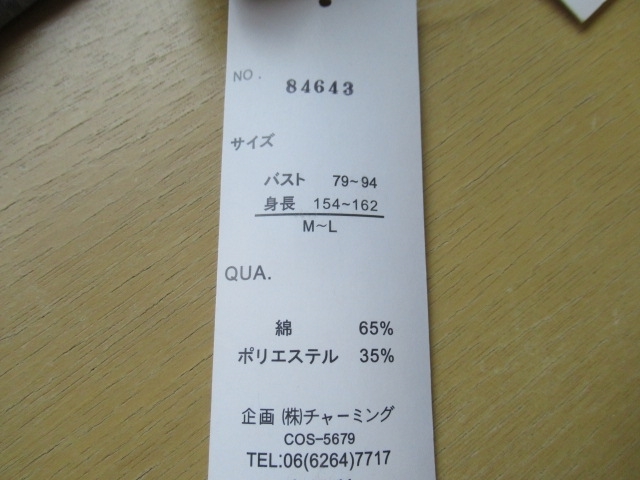 NO. 84643
サイズ
バスト 79~94
身長 154~162
M~L
QUA.
綿 65%
ポリエステル 35%
企画 (株)チャーミング
COS-5679
TEL:06(6264)7717